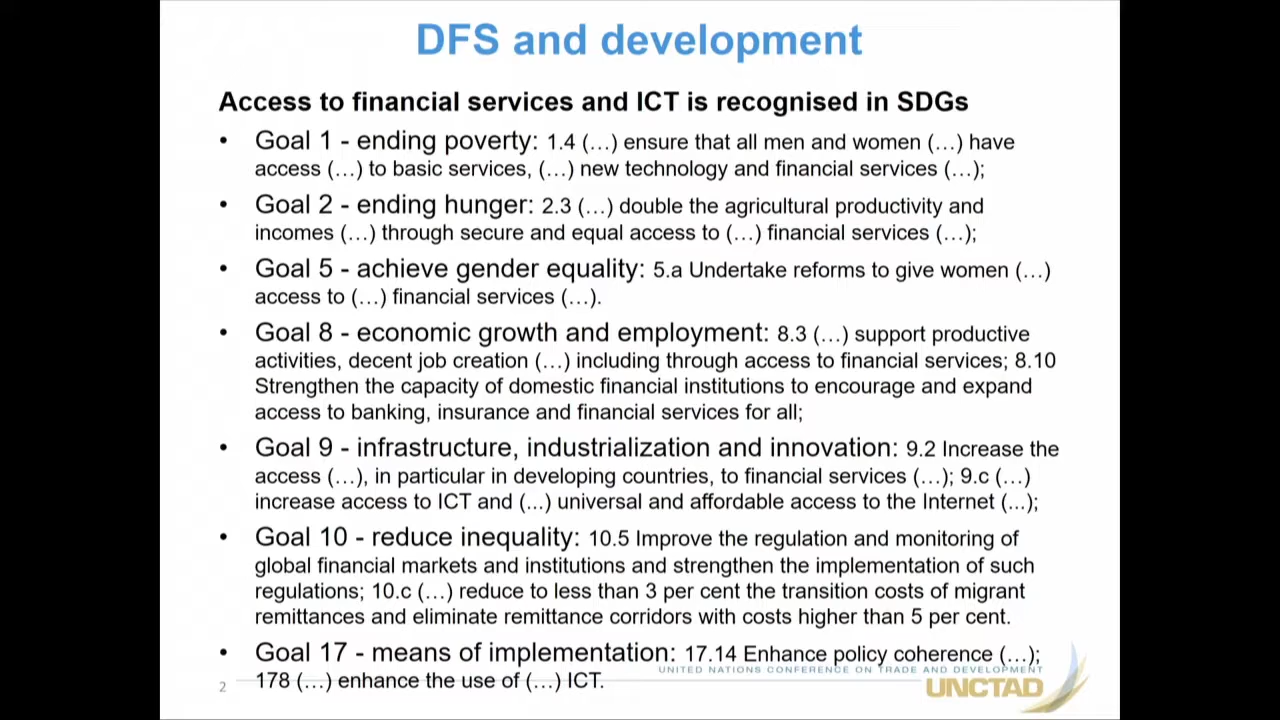 DFS and development
Access to financial services and ICT is recognised in SDGs
• Goal 1 - ending poverty: 1.4 (…) ensure that all men and women (…) have
access (…) to basic services, (…) new technology and financial services (…);
• Goal 2 - ending hunger: 2.3 (…) double the agricultural productivity and
incomes (…) through secure and equal access to (…) financial services (…);
• Goal 5 - achieve gender equality: 5.a Undertake reforms to give women (…)
access to (…) financial services (…).
• Goal 8 - economic growth and employment: 8.3 (…) support productive
activities, decent job creation (…) including through access to financial services; 8.10
Strengthen the capacity of domestic financial institutions to encourage and expand
access to banking, insurance and financial services for all;
• Goal 9 - infrastructure, industrialization and innovation: 9.2 Increase the
access (…), in particular in developing countries, to financial services (…); 9.c (…)
increase access to ICT and (...) universal and affordable access to the Internet (...);
• Goal 10 - reduce inequality: 10.5 Improve the regulation and monitoring of
global financial markets and institutions and strengthen the implementation of such
regulations; 10.c (…) reduce to less than 3 per cent the transition costs of migrant
remittances and eliminate remittance corridors with costs higher than 5 per cent.
• Goal 17 - means of implementation: 17.14 Enhance policy coherence (…);
178 (…) enhance the use of (…) ICT.
UNITED NATIONS CONFERENCE ON TRADE AND DEVELOPMENT
UNCTAD
2